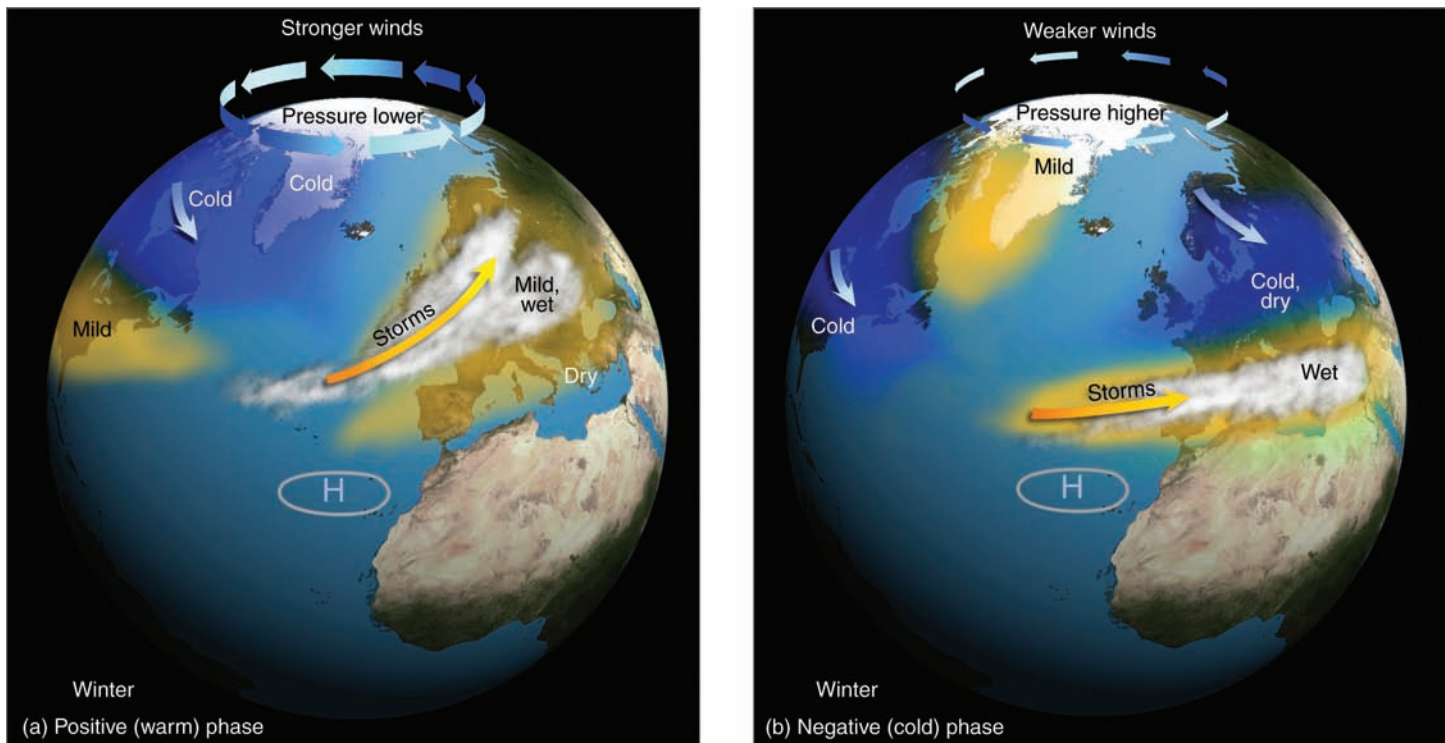 Stronger winds
Pressure lower
Cold
Cold
Mild
Storms
Mild,
wet
Dry
H
Winter
(a) Positive (warm) phase
Weaker winds
Pressure higher
Mild
Cold
Cold,
dry
Storms
Wet
H
Winter
(b) Negative (cold) phase